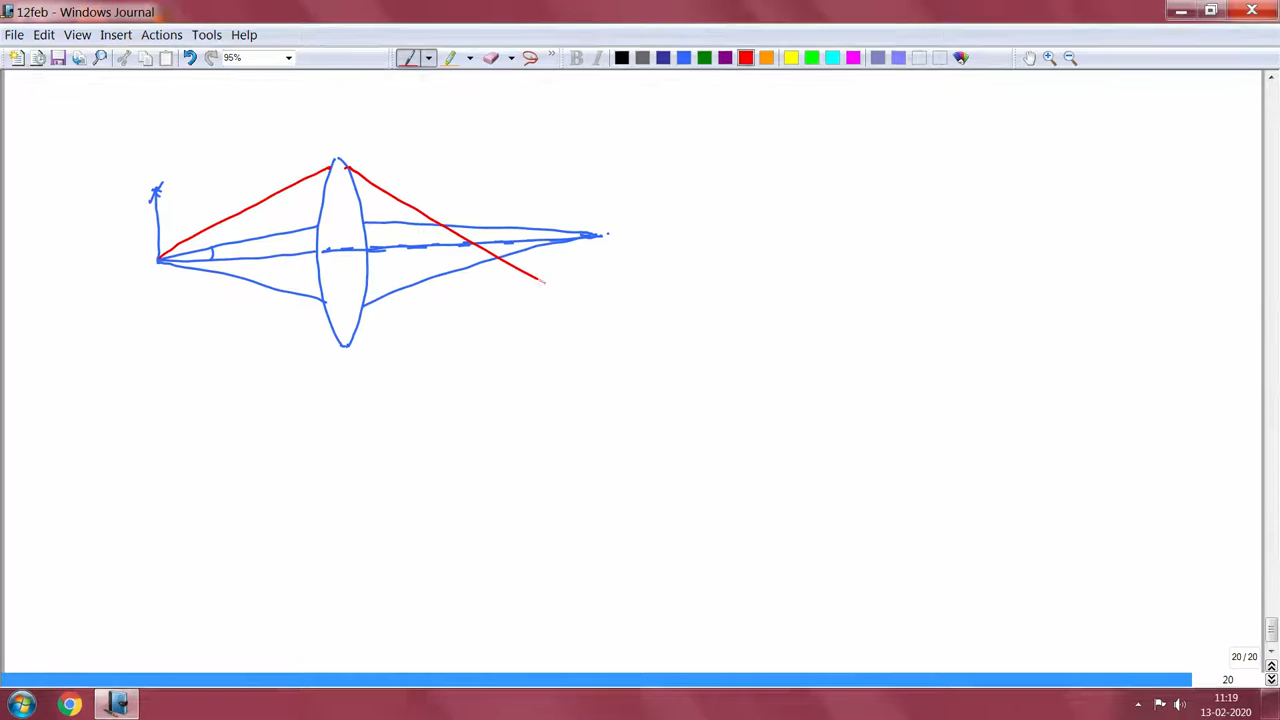 12feb - Windows Journal
File Edit View Insert Actions Tools Help
95% » B I
20 / 20
20
11:19
13-02-2020